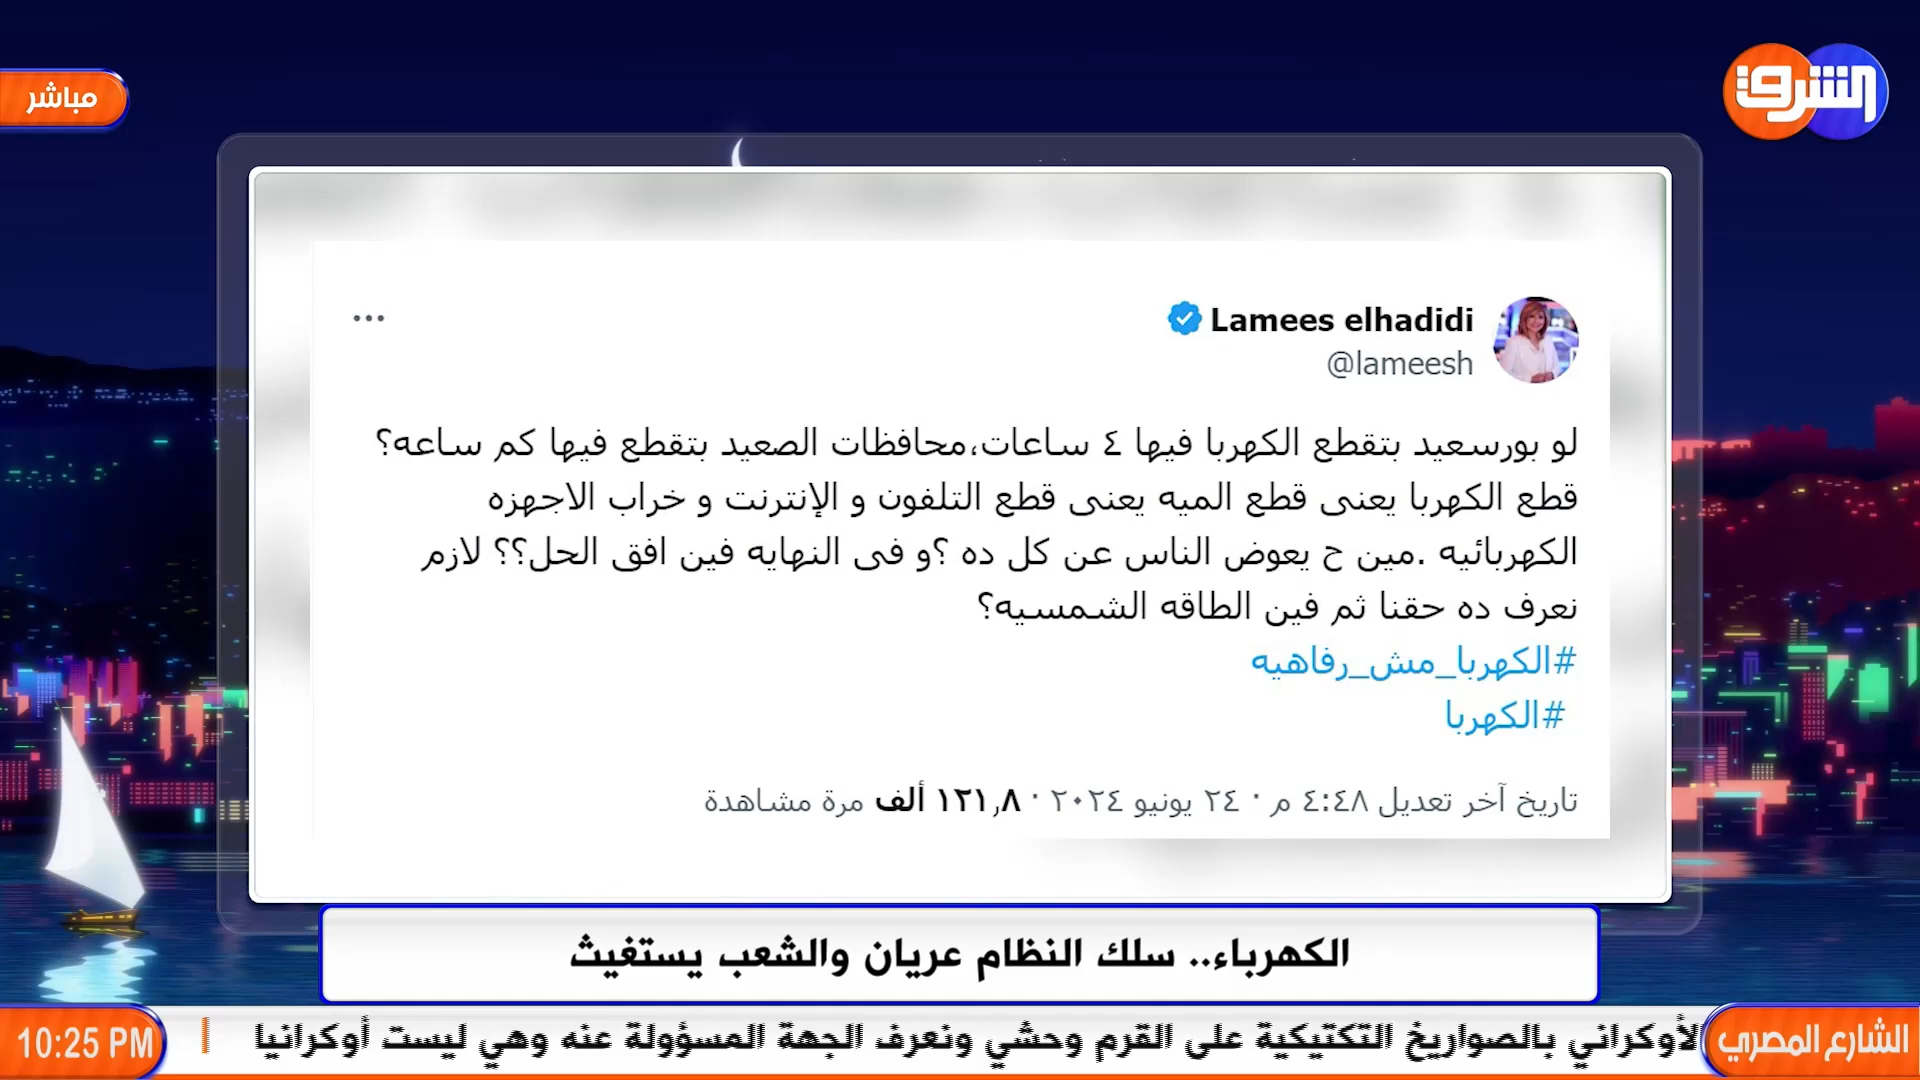 مباشر
الشرق
Lamees elhadidi
@lameesh
لو بورسعيد بتقطع الكهربا فيها ٤ ساعات،محافظات الصعيد بتقطع فيها كم ساعه؟
قطع الكهربا يعنى قطع الميه يعنى قطع التلفون و الإنترنت و خراب الاجهزه
الكهربائيه .مين ح يعوض الناس عن كل ده ؟و فى النهايه فين افق الحل؟؟ لازم
نعرف ده حقنا ثم فين الطاقه الشمسيه؟
#الكهربا_مش_رفاهيه
#الكهربا
تاريخ آخر تعديل ٤:٤٨ م · ٢٤ يونيو ٢٠٢٤ · ١٢١,٨ ألف مرة مشاهدة
الكهرباء.. سلك النظام عريان والشعب يستغيث
الشارع المصري
الأوكراني بالصواريخ التكتيكية على القرم وحشي ونعرف الجهة المسؤولة عنه وهي ليست أوكرانيا
10:25 PM